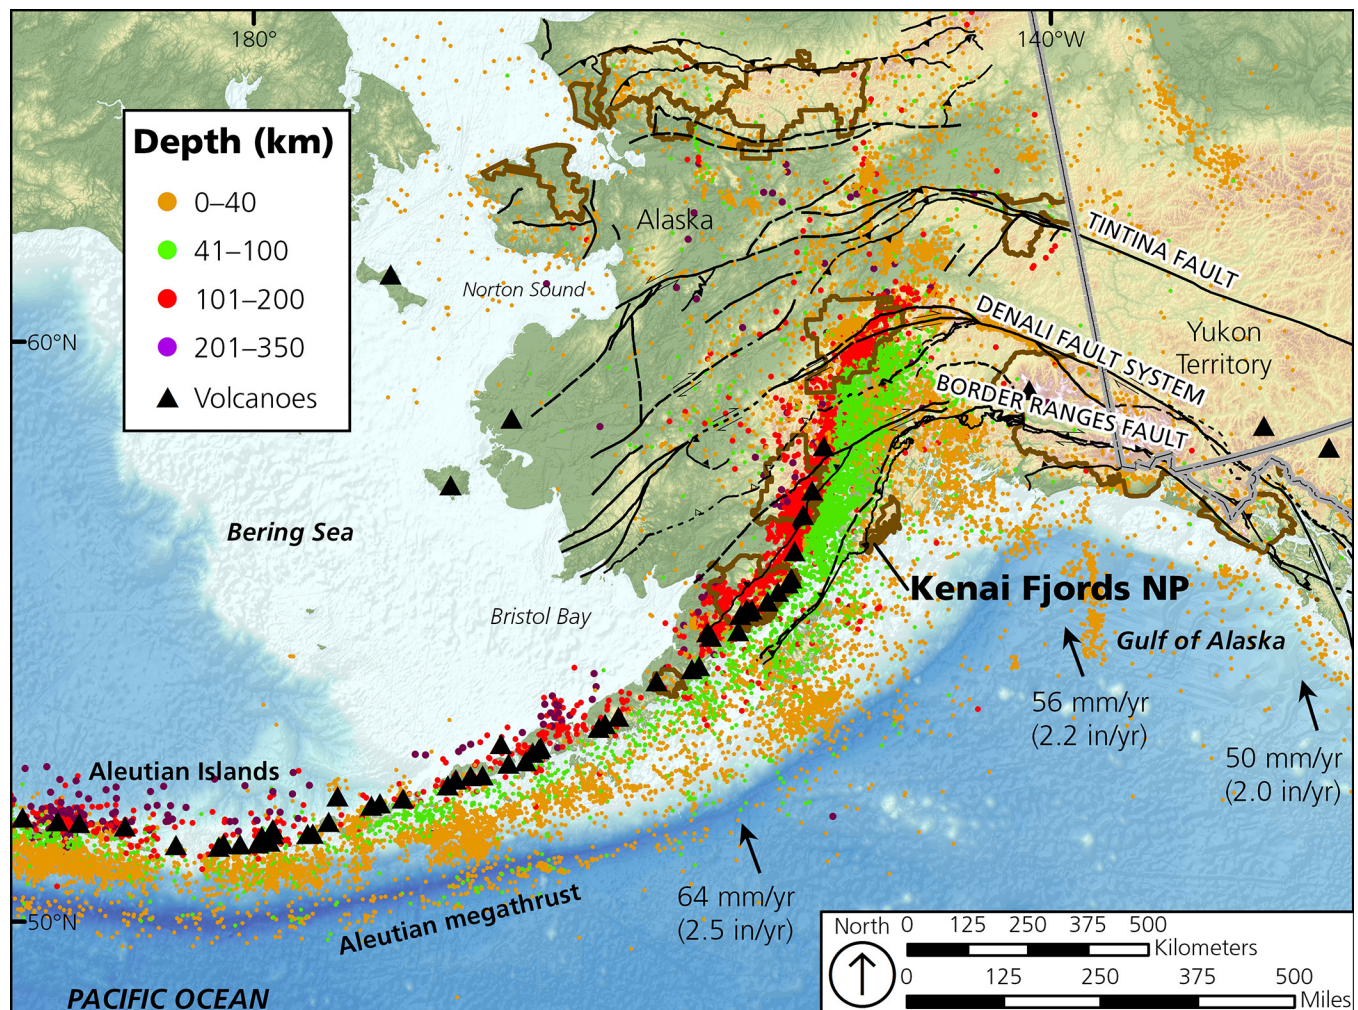 180°
140°W
Depth (km)
0–40
41–100
101–200
201–350
Volcanoes
Alaska
Norton Sound
TINTINA FAULT
DENALI FAULT SYSTEM
Yukon
Territory
BORDER RANGES FAULT
60°N
Bering Sea
Kenai Fjords NP
Bristol Bay
Gulf of Alaska
56 mm/yr
(2.2 in/yr)
50 mm/yr
(2.0 in/yr)
Aleutian Islands
64 mm/yr
(2.5 in/yr)
Aleutian megathrust
50°N
PACIFIC OCEAN
North
0 125 250 375 500
Kilometers
0 125 250 375 500
Miles